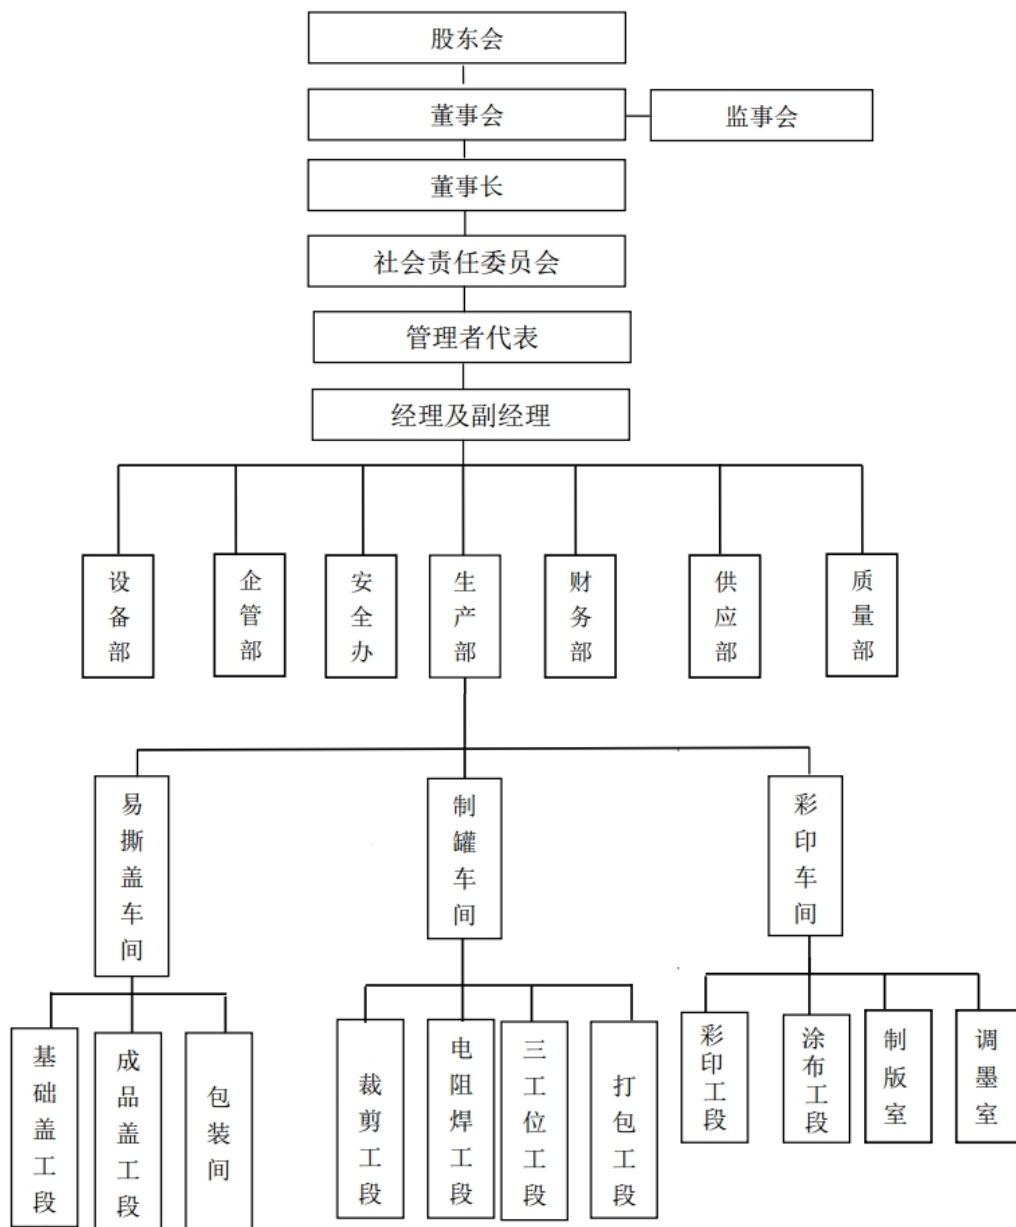 股东会
董事会
监事会
董事长
社会责任委员会
管理者代表
经理及副经理
设备部
企管部
安全办
生产部
财务部
供应部
质量部
易撕盖车间
制罐车间
彩印车间
基础盖工段
成品盖工段
包装间
裁剪工段
电阻焊工段
三工位工段
打包工段
彩印工段
涂布工段
制版室
调墨室